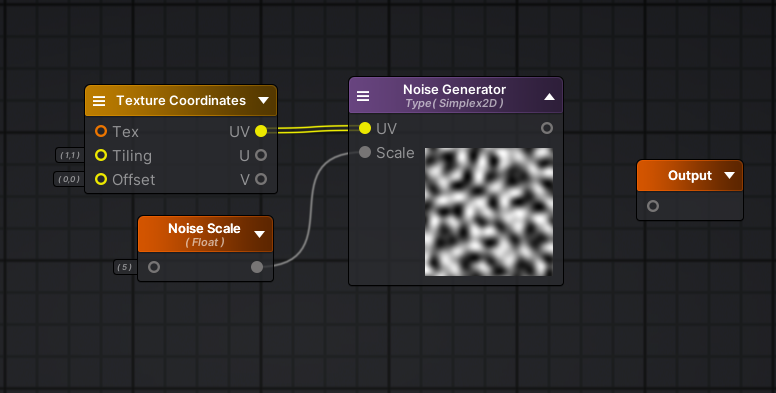 Texture Coordinates
Tex
UV
(1,1)
Tiling
U
(0,0)
Offset
V
Noise Scale
( Float )
( 5 )
Noise Generator
Type( Simplex2D )
UV
Scale
Output